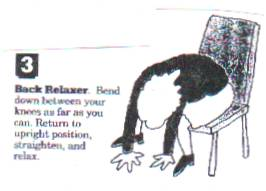 3
Back Relaxer. Bend
down between your
knees as far as you
can. Return to
upright position,
straighten, and
relax.